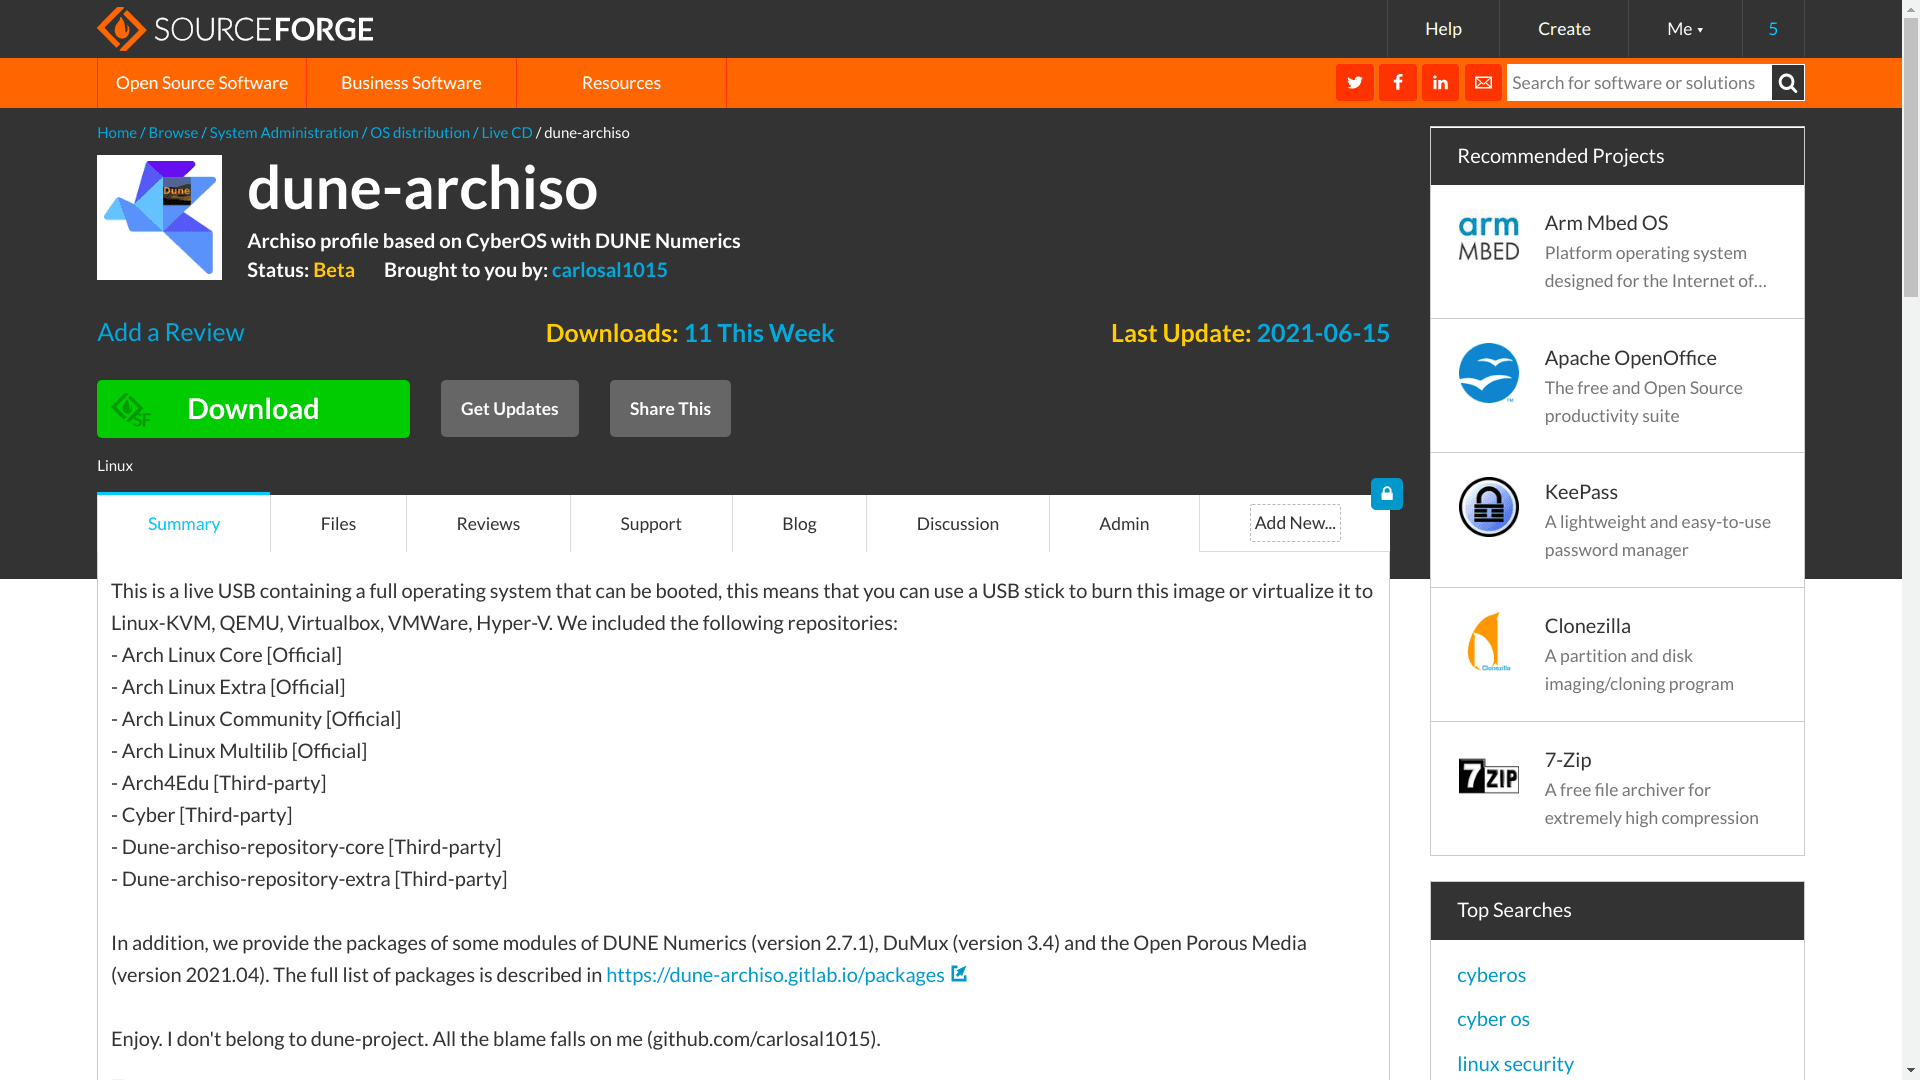 SOURCEFORGE
Help
Create
Me ▾
5
Open Source Software
Business Software
Resources
Search for software or solutions
Home / Browse / System Administration / OS distribution / Live CD / dune-archiso
Dune
dune-archiso
Archiso profile based on CyberOS with DUNE Numerics
Status: Beta Brought to you by: carlosal1015
Add a Review
Downloads: 11 This Week
Last Update: 2021-06-15
SF
Download
Get Updates
Share This
Linux
Summary
Files
Reviews
Support
Blog
Discussion
Admin
Add New...
This is a live USB containing a full operating system that can be booted, this means that you can use a USB stick to burn this image or virtualize it to
Linux-KVM, QEMU, Virtualbox, VMWare, Hyper-V. We included the following repositories:
- Arch Linux Core [Official]
- Arch Linux Extra [Official]
- Arch Linux Community [Official]
- Arch Linux Multilib [Official]
- Arch4Edu [Third-party]
- Cyber [Third-party]
- Dune-archiso-repository-core [Third-party]
- Dune-archiso-repository-extra [Third-party]
In addition, we provide the packages of some modules of DUNE Numerics (version 2.7.1), DuMux (version 3.4) and the Open Porous Media
(version 2021.04). The full list of packages is described in https://dune-archiso.gitlab.io/packages
Enjoy. I don't belong to dune-project. All the blame falls on me (github.com/carlosal1015).
Recommended Projects
arm
MBED
Arm Mbed OS
Platform operating system
designed for the Internet of…
Apache OpenOffice
The free and Open Source
productivity suite
KeePass
A lightweight and easy-to-use
password manager
Clonezilla
Clonezilla
A partition and disk
imaging/cloning program
7ZIP
7-Zip
A free file archiver for
extremely high compression
Top Searches
cyberos
cyber os
linux security